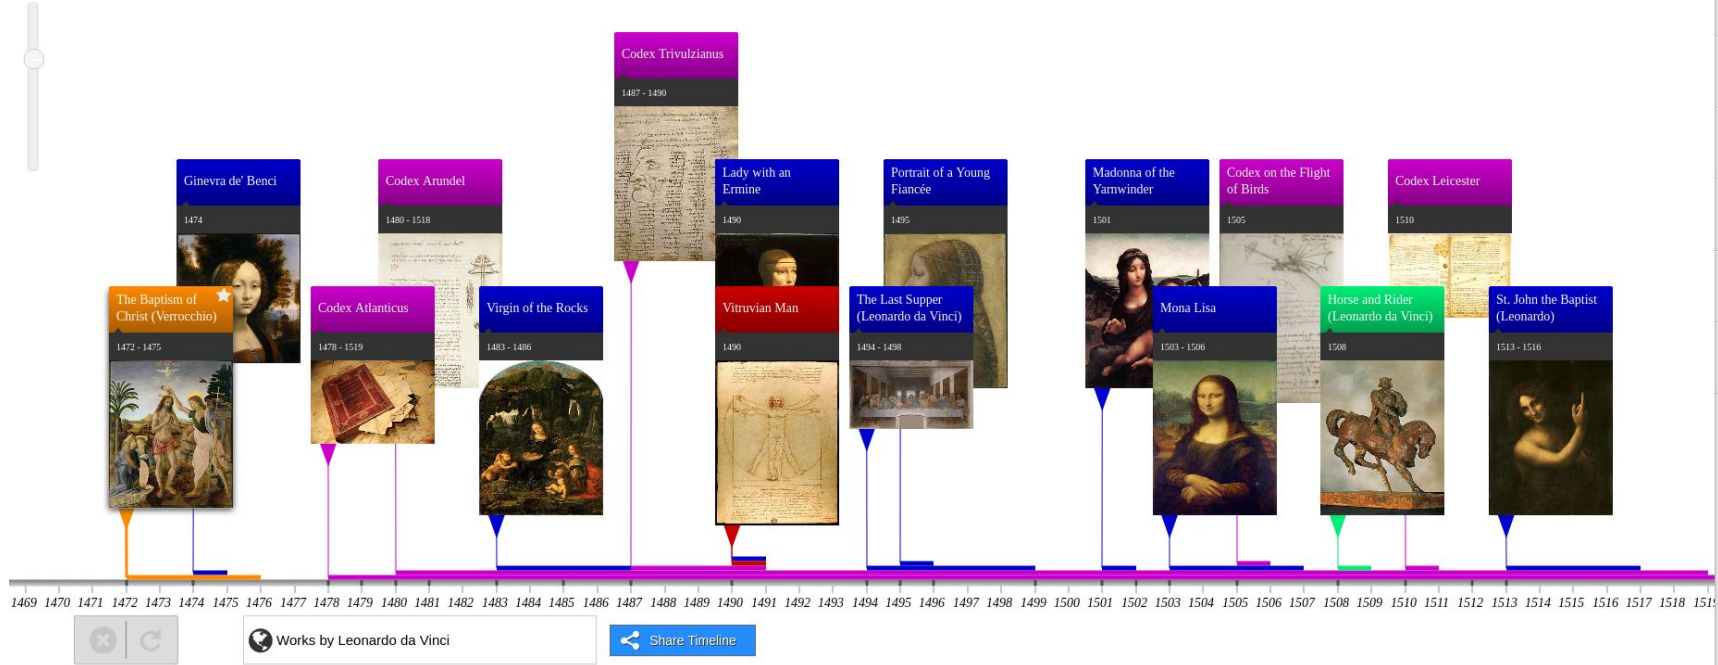 Codex Trivulzianus
1487 - 1490
Ginevra de' Benci
1474
Codex Arundel
1480 - 1518
Lady with an
Ermine
1490
Portrait of a Young
Fiancée
1495
Madonna of the
Yarnwinder
1501
Codex on the Flight
of Birds
1505
Codex Leicester
1510
The Baptism of
Christ (Verrocchio)
1472 - 1475
Codex Atlanticus
1478 - 1519
Virgin of the Rocks
1483 - 1486
Vitruvian Man
1490
The Last Supper
(Leonardo da Vinci)
1494 - 1498
Mona Lisa
1503 - 1506
Horse and Rider
(Leonardo da Vinci)
1508
St. John the Baptist
(Leonardo)
1513 - 1516
1469 1470 1471 1472 1473 1474 1475 1476 1477 1478 1479 1480 1481 1482 1483 1484 1485 1486 1487 1488 1489 1490 1491 1492 1493 1494 1495 1496 1497 1498 1499 1500 1501 1502 1503 1504 1505 1506 1507 1508 1509 1510 1511 1512 1513 1514 1515 1516 1517 1518
Works by Leonardo da Vinci
Share Timeline